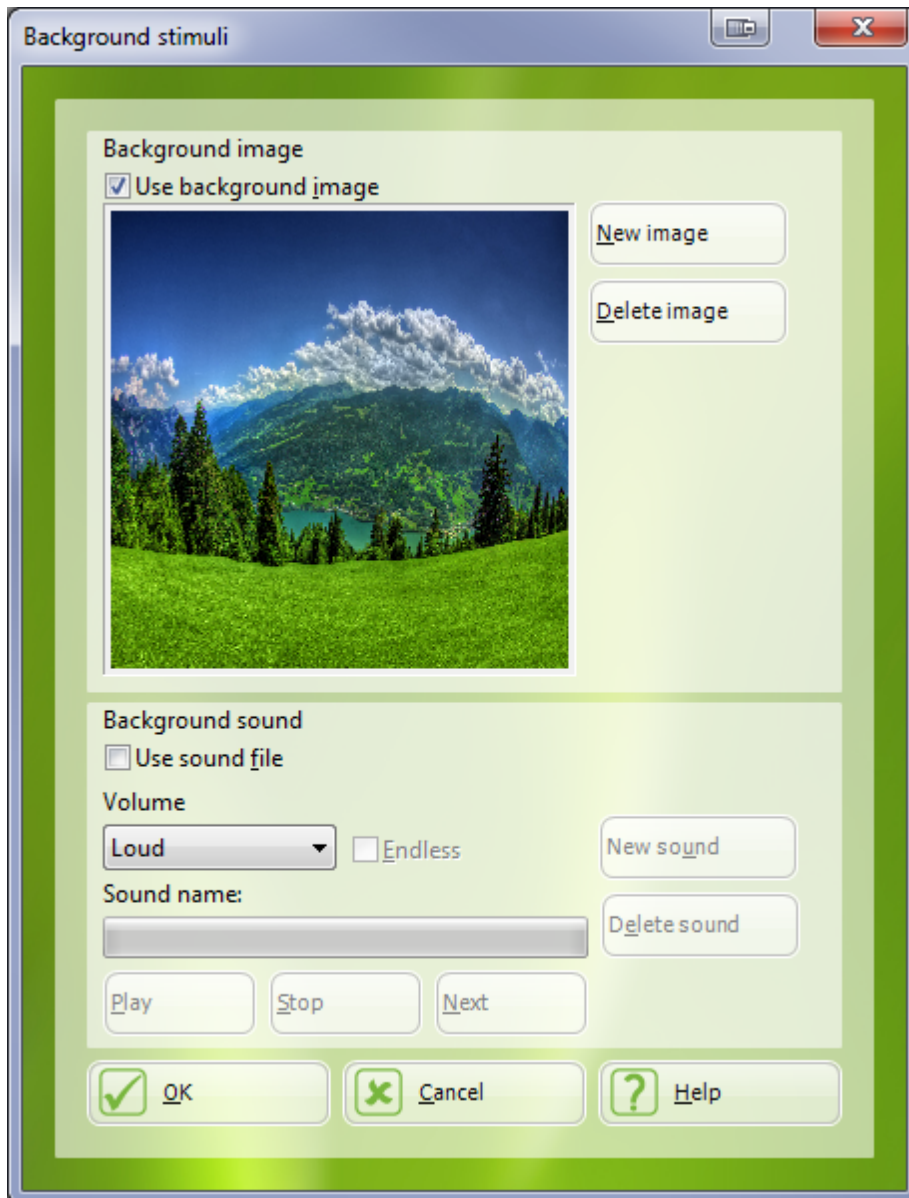 Background stimuli
Background image
Use background image
New image
Delete image
Background sound
Use sound file
Volume
Loud
Endless
New sound
Sound name:
Delete sound
Play
Stop
Next
OK
Cancel
Help